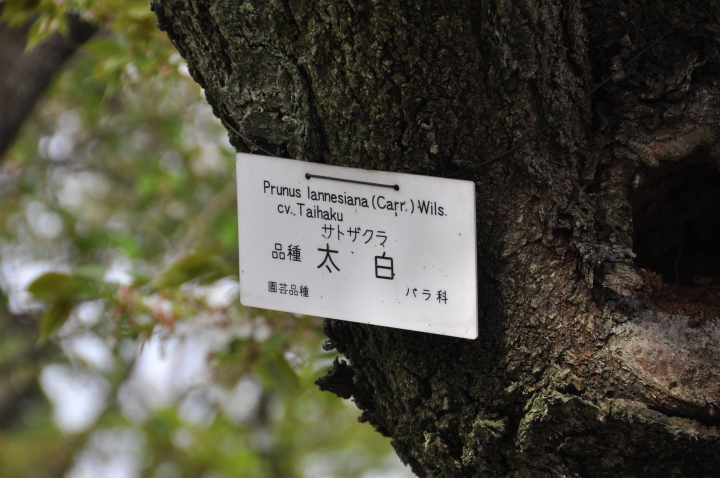 Prunus lannesiana (Carr.) Wils.
cv. Taihaku
サトザクラ
品種 太白
園芸品種 バラ科